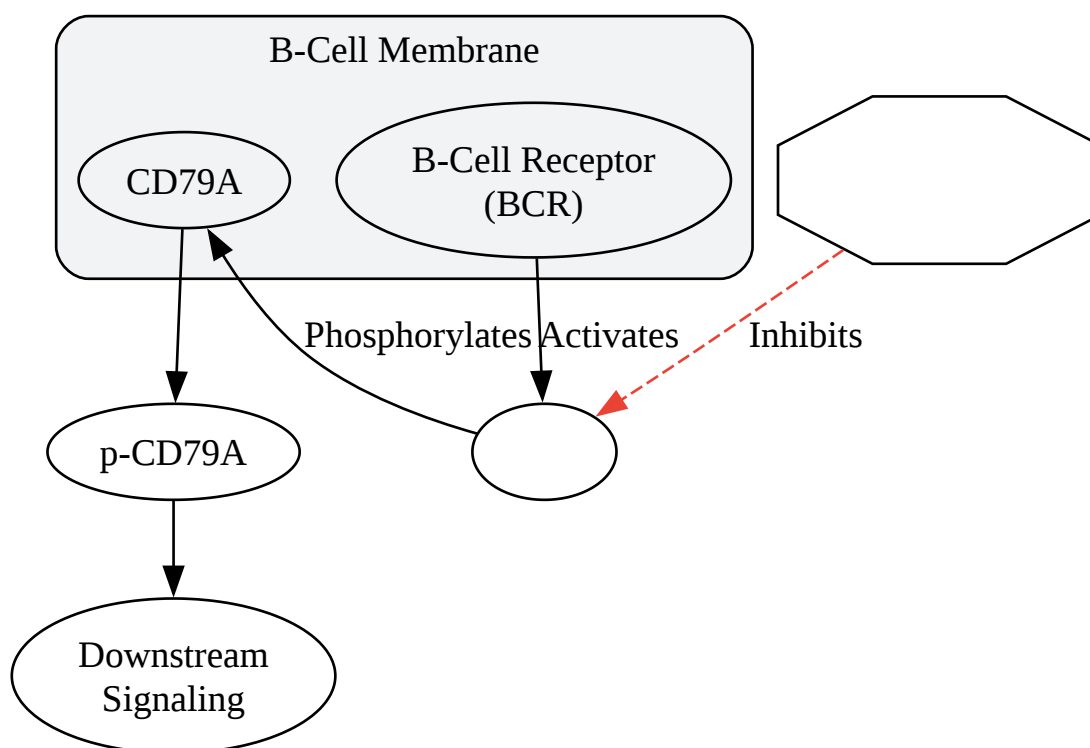 B-Cell Membrane
CD79A
B-Cell Receptor
(BCR)
Phosphorylates
Activates
Inhibits
p-CD79A
Downstream
Signaling